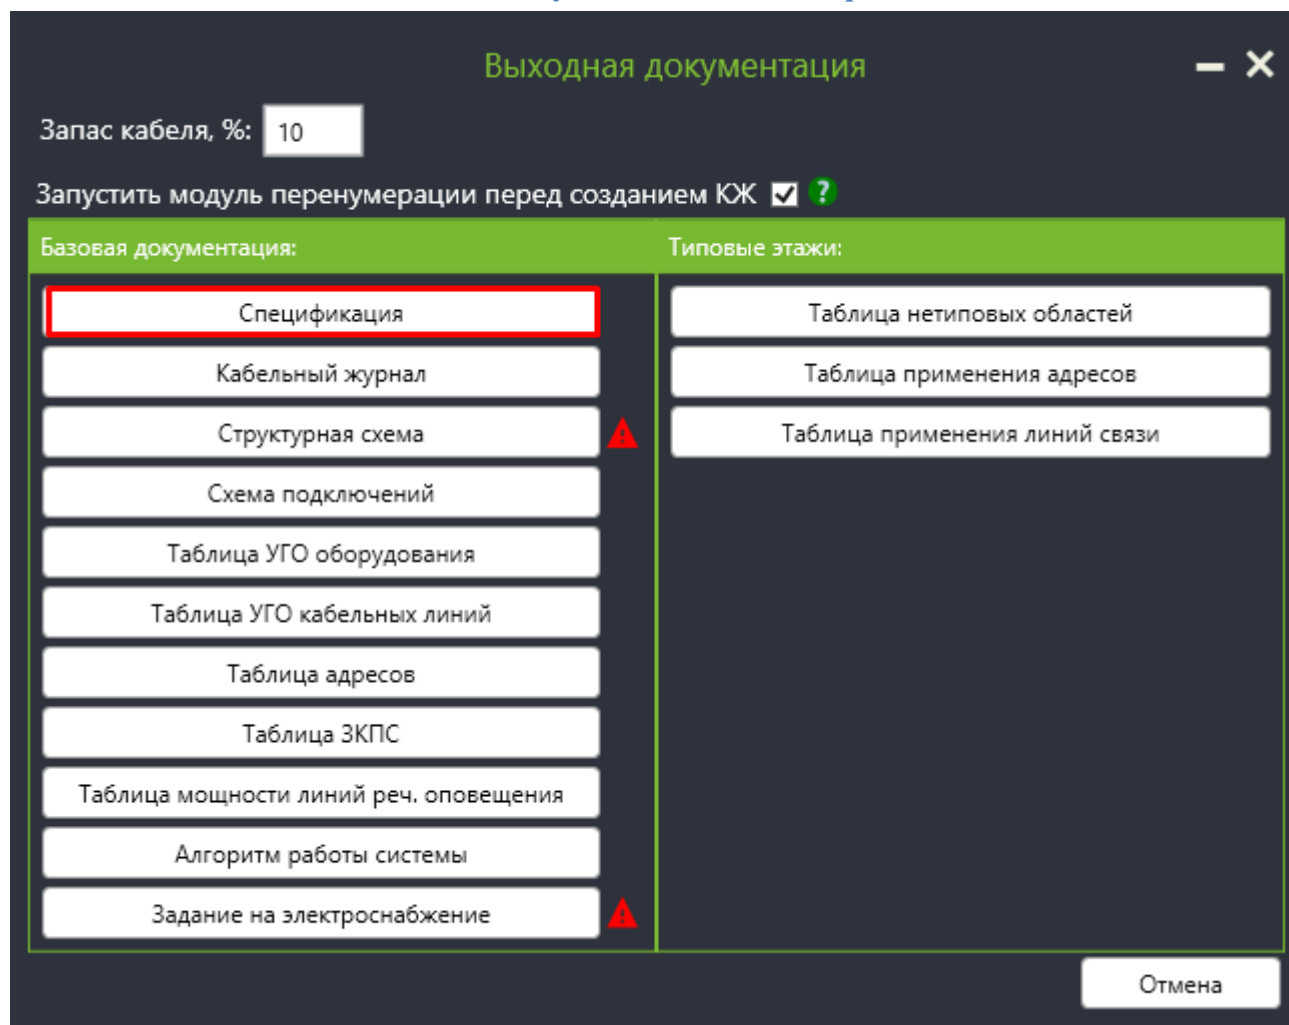 Выходная документация
Запас кабеля, %: 10
Запустить модуль перенумерации перед созданием КЖ ?
Базовая документация:
Спецификация
Кабельный журнал
Структурная схема
Схема подключений
Таблица УГО оборудования
Таблица УГО кабельных линий
Таблица адресов
Таблица ЗКПС
Таблица мощности линий реч. оповещения
Алгоритм работы системы
Задание на электроснабжение
Типовые этажи:
Таблица нетиповых областей
Таблица применения адресов
Таблица применения линий связи
Отмена